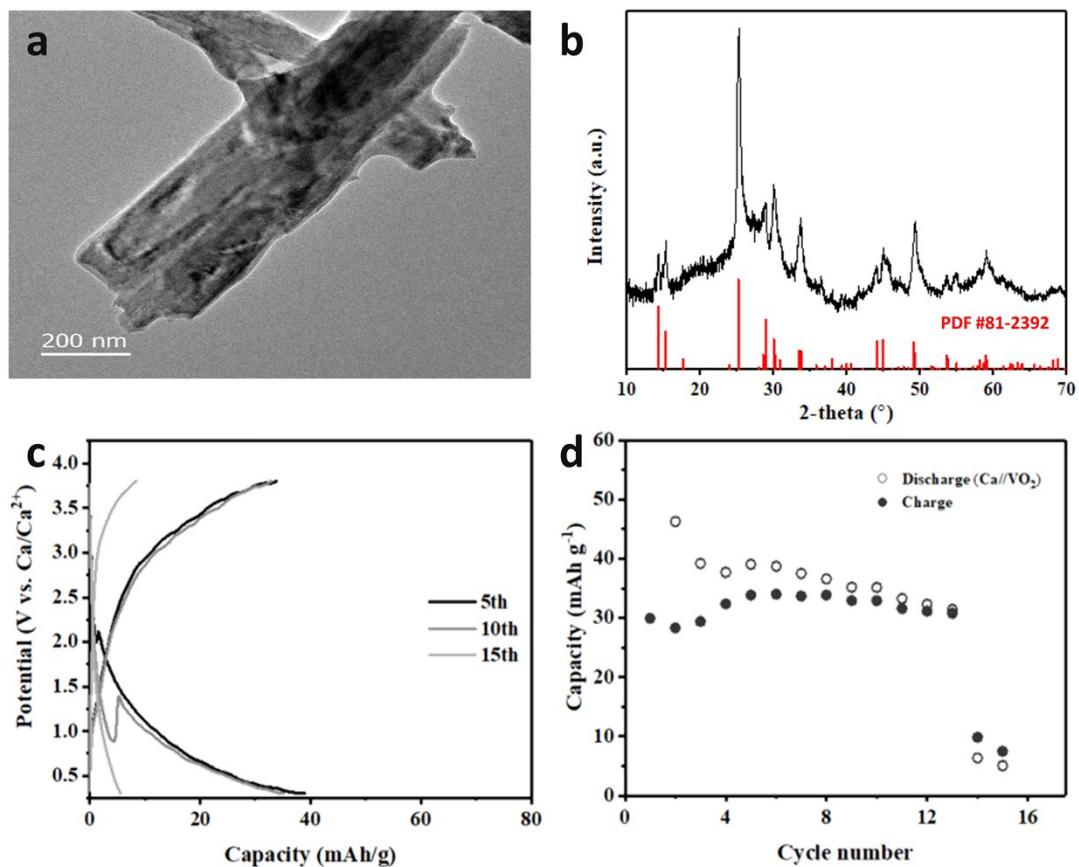 a
200 nm
b
Intensity (a.u.)
PDF #81-2392
10 20 30 40 50 60 70
2-theta (°)
c
Potential (V vs. Ca/Ca²⁺)
4.0
3.5
3.0
2.5
2.0
1.5
1.0
0.5
5th
10th
15th
0 20 40 60 80
Capacity (mAh/g)
d
Capacity (mAh g⁻¹)
60
50
40
30
20
10
0
Discharge (Ca//VO₂)
Charge
0 4 8 12 16
Cycle number